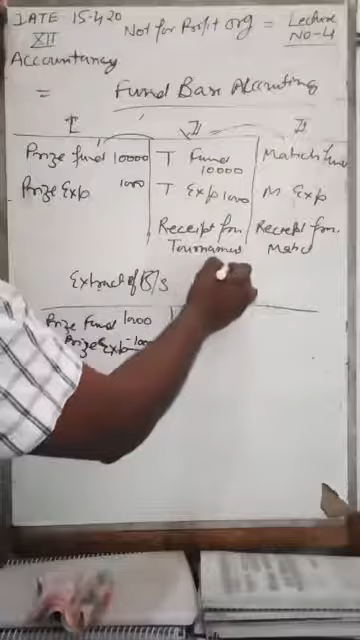 DATE 15-4-20 Not for Profit org = Lecture No-4
XII
Accountancy
= Fund Base Accounting
I II III
Prize fund 10000 T Fund 10000 Match fund
Prize Exp 1000 T Exp 1000 M Exp
Receipt for Tournament Receipt for Match
Extract of B/s
Prize Fund 10000
Prize Exp -1000